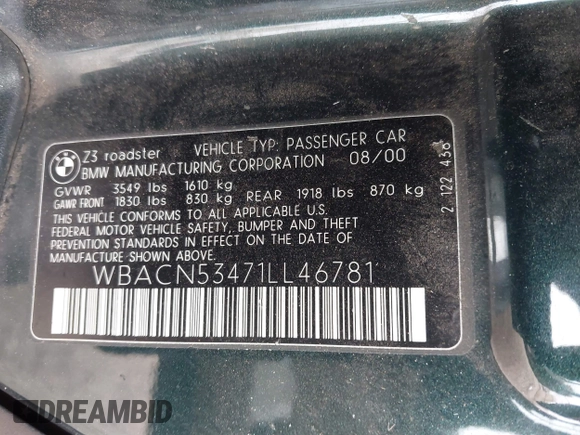 BMW
Z3 roadster VEHICLE TYP: PASSENGER CAR
BMW MANUFACTURING CORPORATION 08/00
GVWR 3549 lbs 1610 kg
GAWR FRONT 1830 lbs 830 kg REAR 1918 lbs 870 kg
THIS VEHICLE CONFORMS TO ALL APPLICABLE U.S.
FEDERAL MOTOR VEHICLE SAFETY, BUMPER AND THEFT
PREVENTION STANDARDS IN EFFECT ON THE DATE OF
MANUFACTURE SHOWN ABOVE.
WBACN53471LL46781
2 122 436
DREAMBID